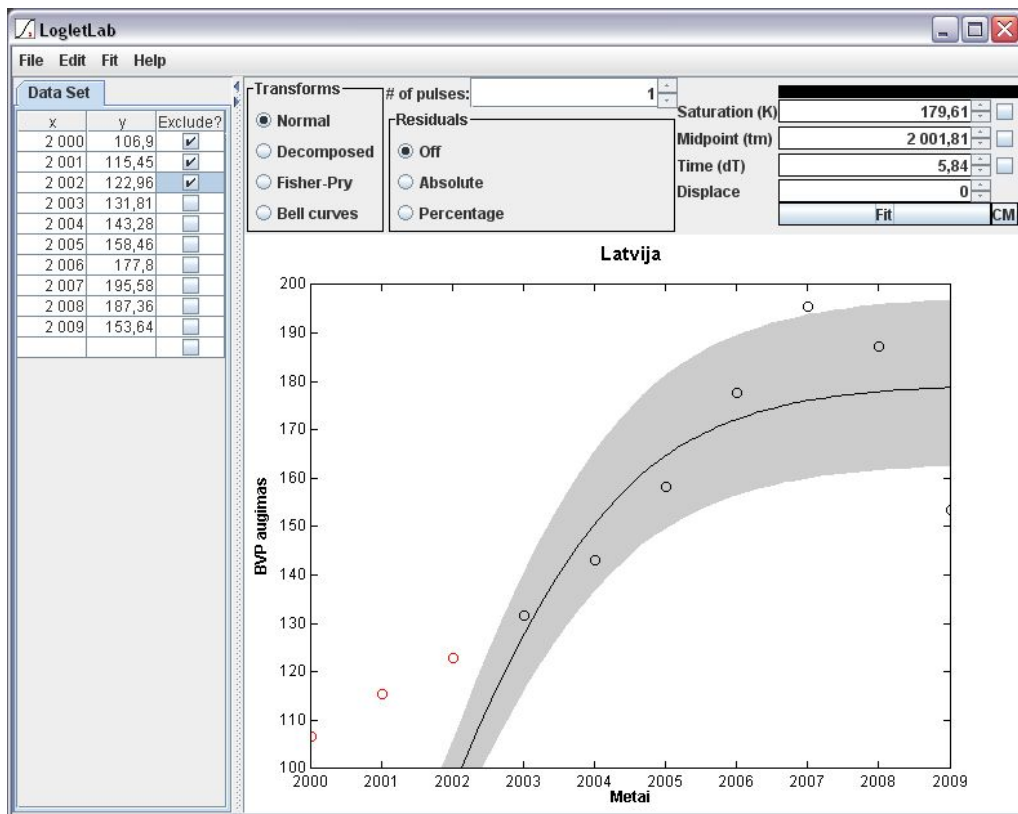 LogletLab
File Edit Fit Help
Data Set
x y Exclude?
2 000 106,9
2 001 115,45
2 002 122,96
2 003 131,81
2 004 143,28
2 005 158,46
2 006 177,8
2 007 195,58
2 008 187,36
2 009 153,64
Transforms
Normal
Decomposed
Fisher-Pry
Bell curves
# of pulses: 1
Residuals
Off
Absolute
Percentage
Saturation (K) 179,61
Midpoint (tm) 2 001,81
Time (dT) 5,84
Displace 0
Fit CM
Latvija
200
190
180
170
160
150
140
130
120
110
100
BVP augimas
2000 2001 2002 2003 2004 2005 2006 2007 2008 2009
Metai